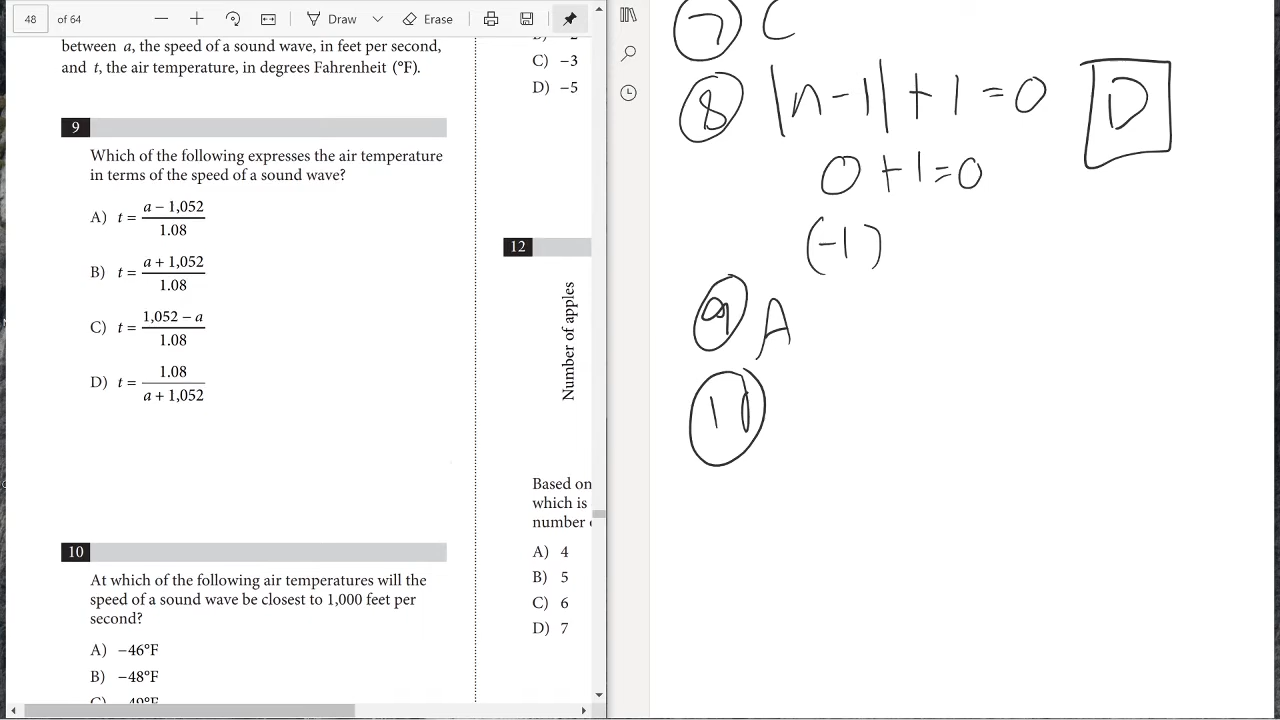 48 of 64
Draw
Erase
between a, the speed of a sound wave, in feet per second,
and t, the air temperature, in degrees Fahrenheit (°F).
9
Which of the following expresses the air temperature
in terms of the speed of a sound wave?
A) t = a − 1,052
1.08
B) t = a + 1,052
1.08
C) t = 1,052 − a
1.08
D) t = 1.08
a + 1,052
10
At which of the following air temperatures will the
speed of a sound wave be closest to 1,000 feet per
second?
A) −46°F
B) −48°F
C) −49°F
C) −3
D) −5
12
Number of apples
Based on
which is
number
A) 4
B) 5
C) 6
D) 7
7 C
8 |n-1| + 1 = 0 D
0 + 1 = 0
(-1)
9 A
10